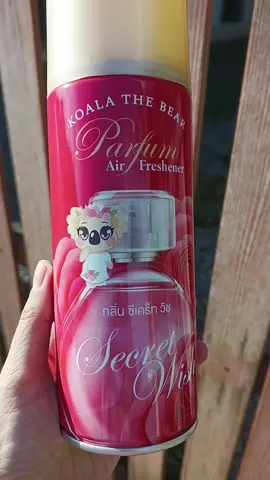 KOALA THE BEAR
Parfum
Air Freshener
กลิ่น ซีเคร็ท วิช
Secret
Wish